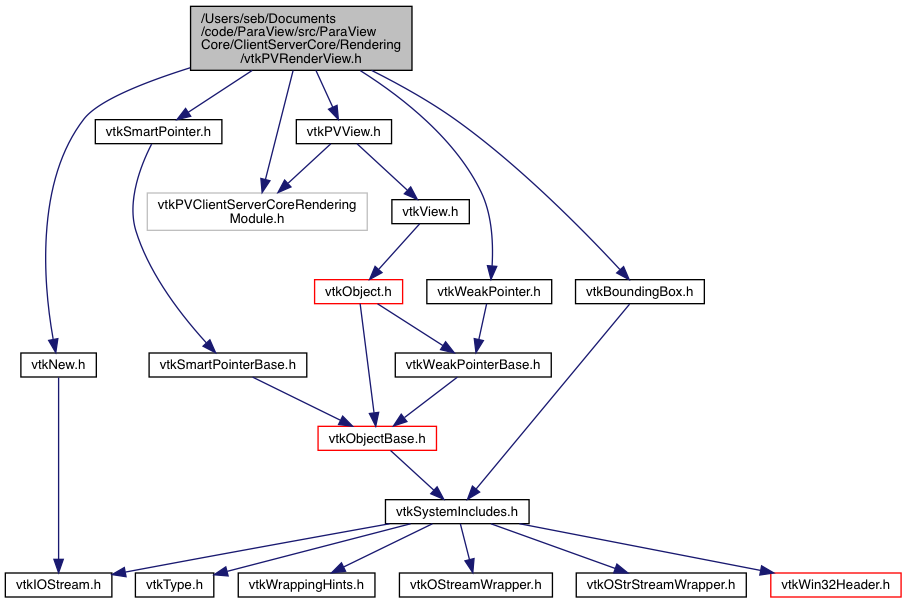 /Users/seb/Documents
/code/ParaView/src/ParaView
Core/ClientServerCore/Rendering
/vtkPVRenderView.h
vtkSmartPointer.h
vtkPVView.h
vtkPVClientServerCoreRendering
Module.h
vtkView.h
vtkObject.h
vtkWeakPointer.h
vtkBoundingBox.h
vtkNew.h
vtkSmartPointerBase.h
vtkWeakPointerBase.h
vtkObjectBase.h
vtkSystemIncludes.h
vtkIOStream.h
vtkType.h
vtkWrappingHints.h
vtkOStreamWrapper.h
vtkOStrStreamWrapper.h
vtkWin32Header.h